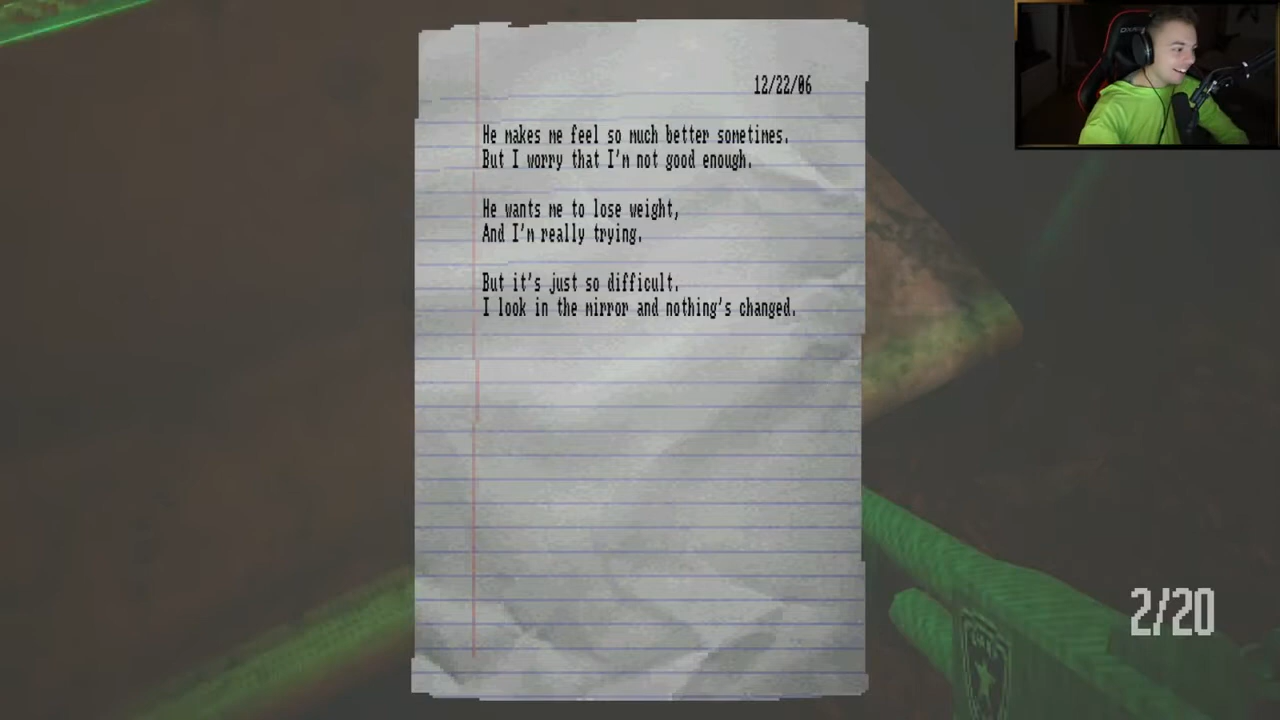 12/22/06
He makes me feel so much better sometimes.
But I worry that I'm not good enough.
He wants me to lose weight,
And I'm really trying.
But it's just so difficult.
I look in the mirror and nothing's changed.
2/20